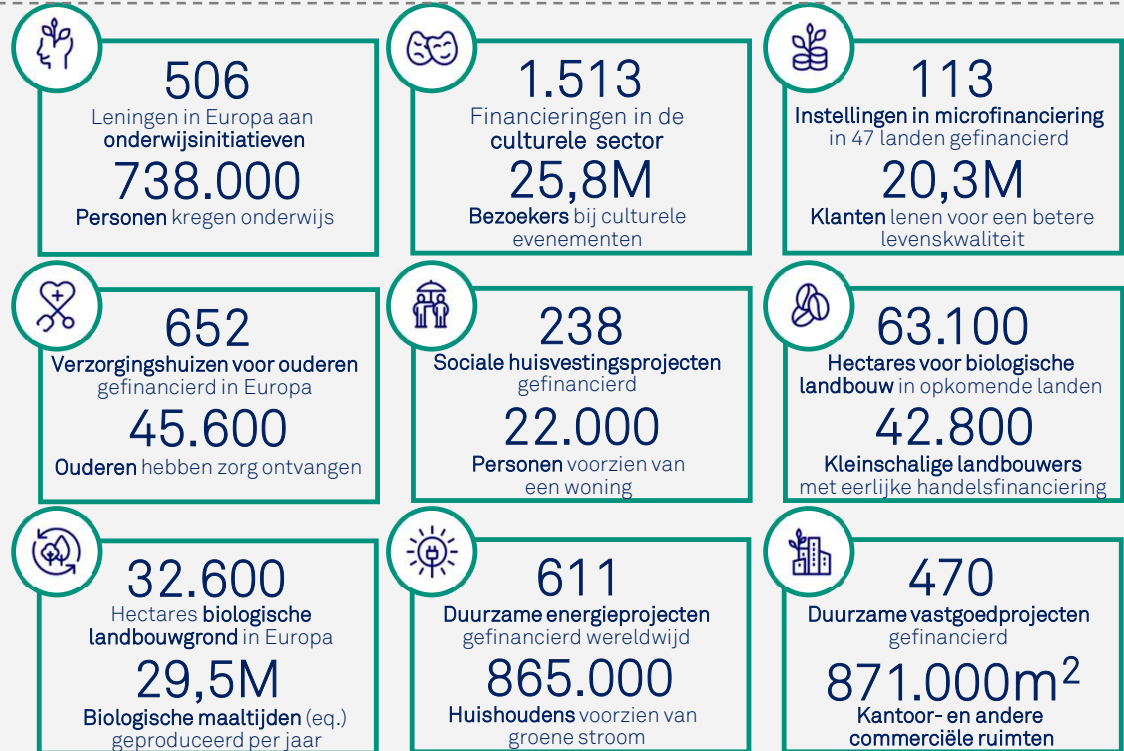 506
Leningen in Europa aan
onderwijsinitiatieven
738.000
Personen kregen onderwijs
1.513
Financieringen in de
culturele sector
25,8M
Bezoekers bij culturele
evenementen
113
Instellingen in microfinanciering
in 47 landen gefinancierd
20,3M
Klanten lenen voor een betere
levenskwaliteit
652
Verzorgingshuizen voor ouderen
gefinancierd in Europa
45.600
Ouderen hebben zorg ontvangen
238
Sociale huisvestingsprojecten
gefinancierd
22.000
Personen voorzien van
een woning
63.100
Hectares voor biologische
landbouw in opkomende landen
42.800
Kleinschalige landbouwers
met eerlijke handelsfinanciering
32.600
Hectares biologische
landbouwgrond in Europa
29,5M
Biologische maaltijden (eq.)
geproduceerd per jaar
611
Duurzame energieprojecten
gefinancierd wereldwijd
865.000
Huishoudens voorzien van
groene stroom
470
Duurzame vastgoedprojecten
gefinancierd
871.000m²
Kantoor- en andere
commerciële ruimten